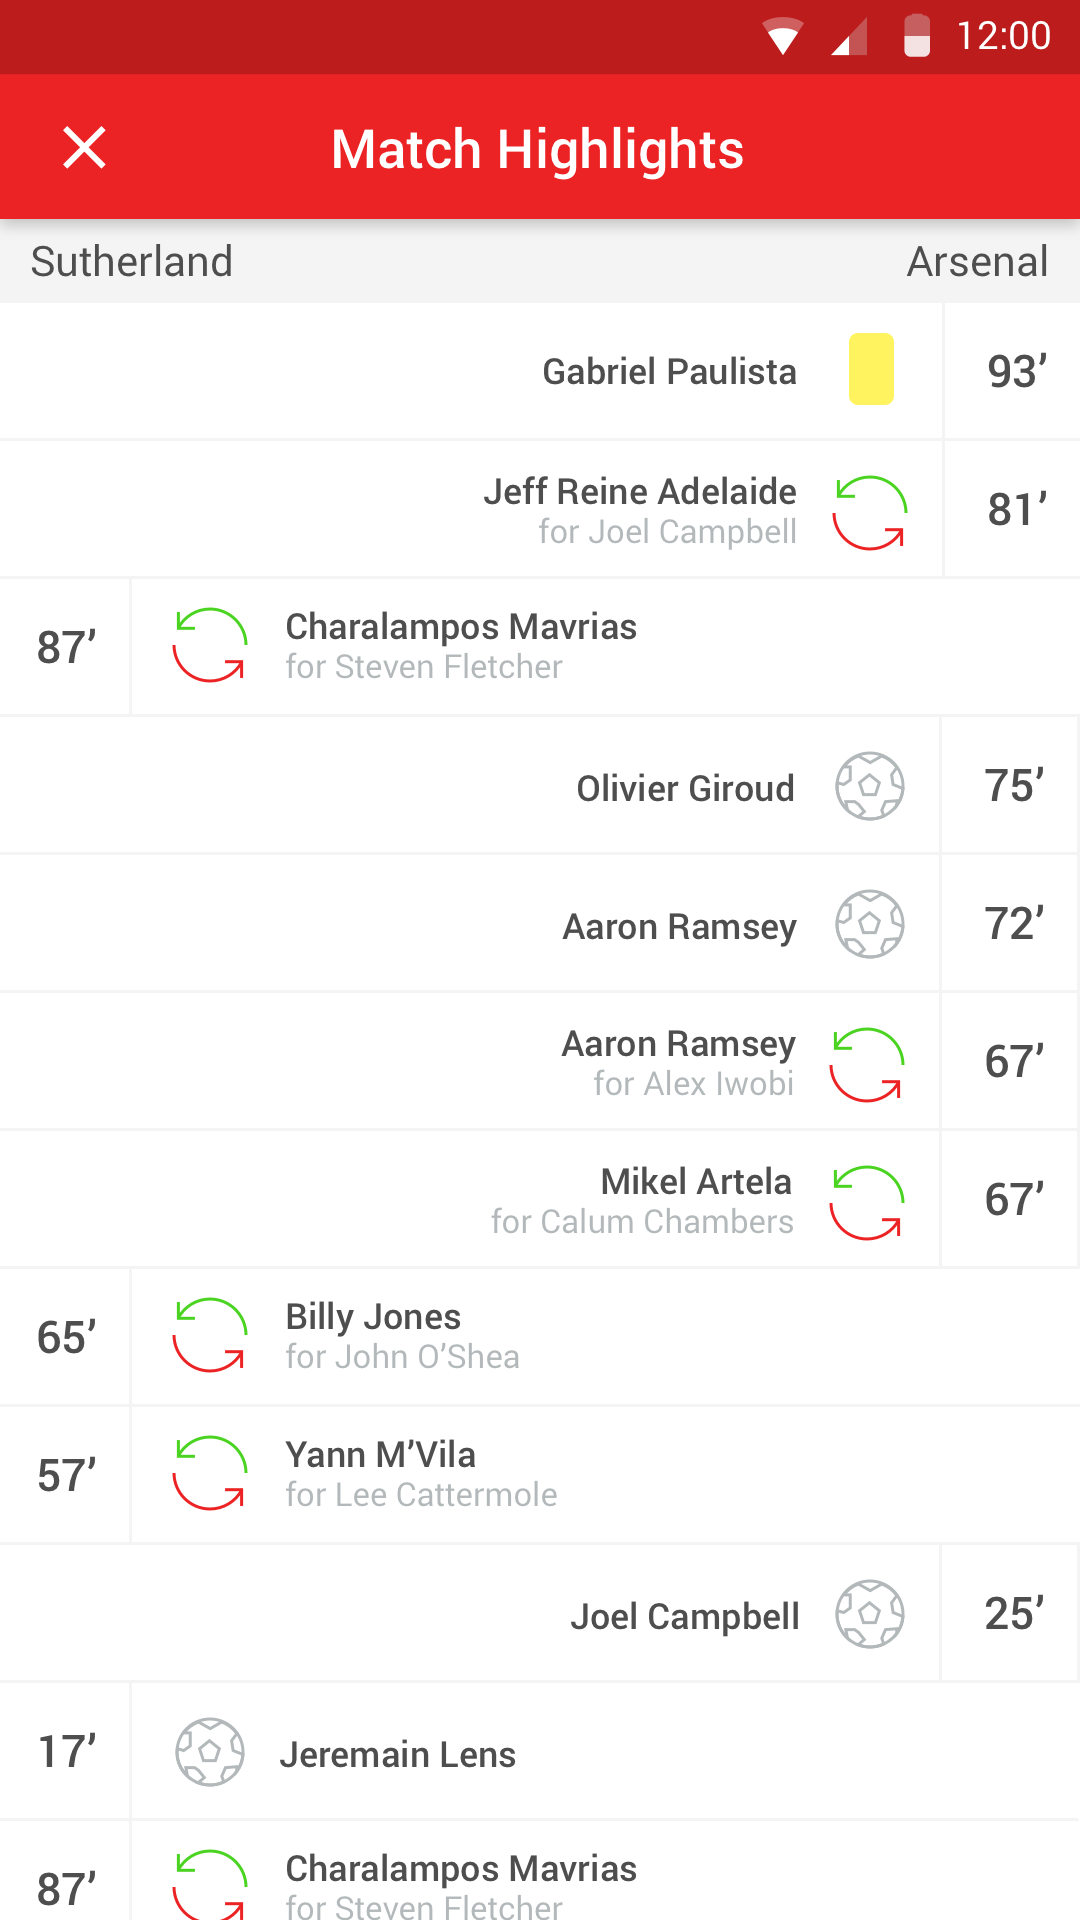 12:00
Match Highlights
Sutherland Arsenal
Gabriel Paulista 93’
Jeff Reine Adelaide 81’
for Joel Campbell
87’ Charalampos Mavrias
for Steven Fletcher
Olivier Giroud 75’
Aaron Ramsey 72’
Aaron Ramsey 67’
for Alex Iwobi
Mikel Artela 67’
for Calum Chambers
65’ Billy Jones
for John O’Shea
57’ Yann M’Vila
for Lee Cattermole
Joel Campbell 25’
17’ Jeremain Lens
87’ Charalampos Mavrias
for Steven Fletcher